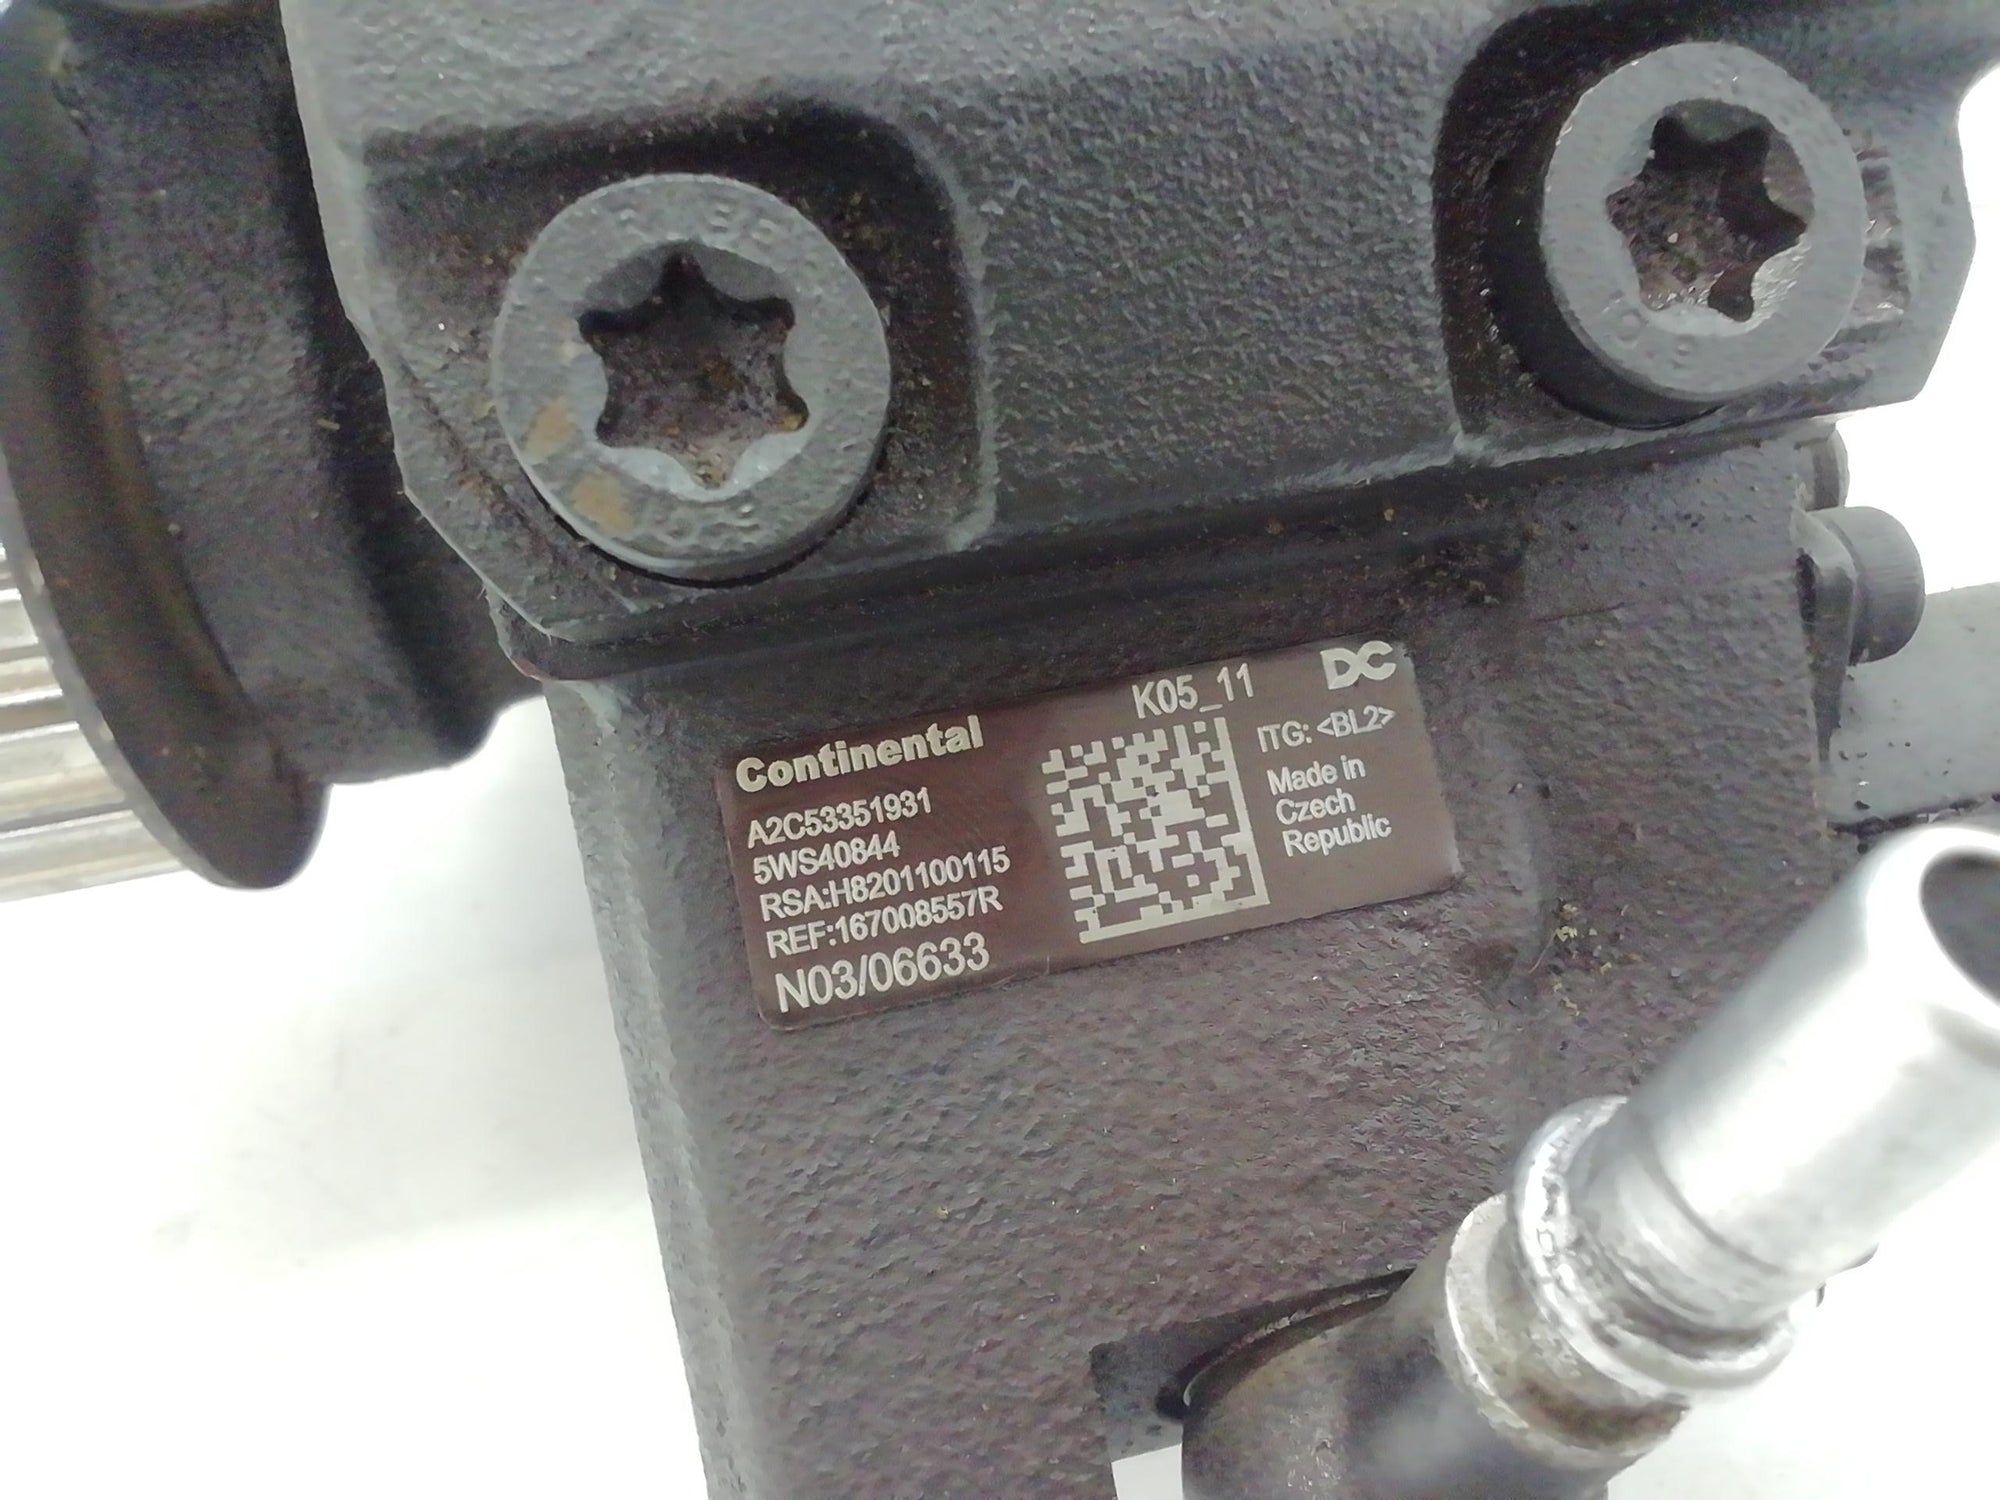 Continental
A2C53351931
5WS40844
RSA:H8201100115
REF:167008557R
N03/06633
K05_11
DC
ITG: <BL2>
Made in
Czech
Republic